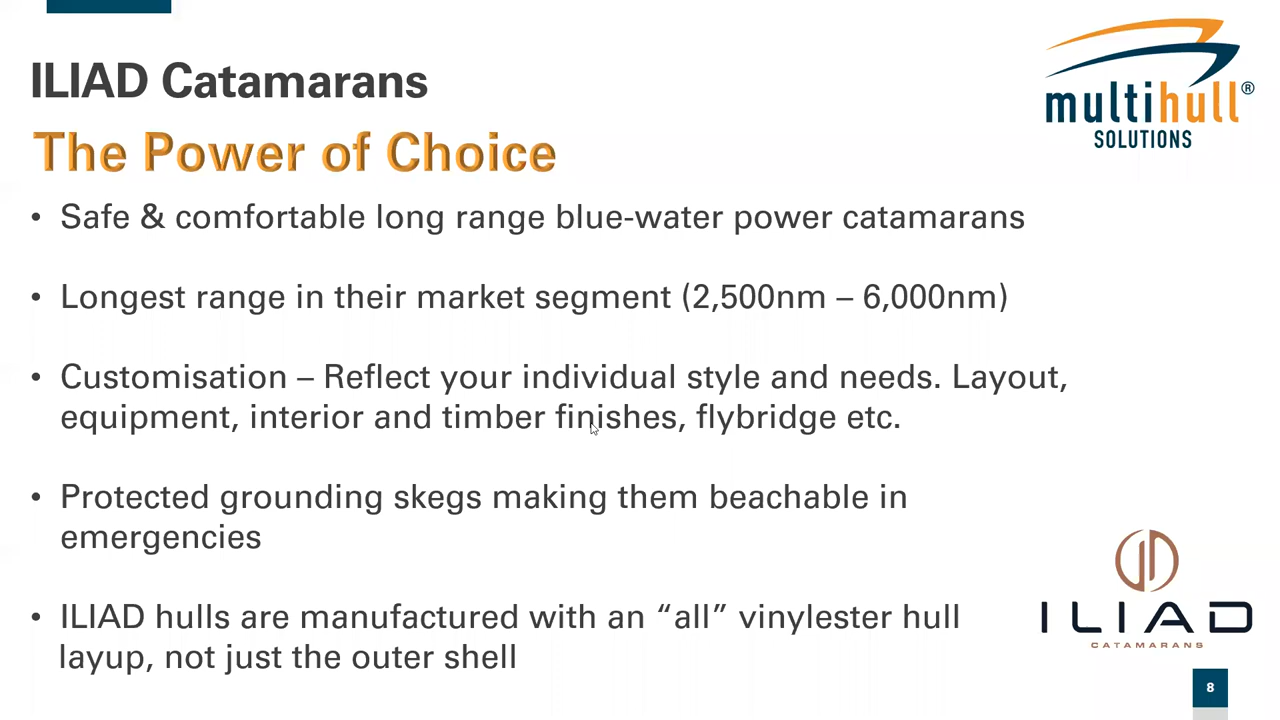 ILIAD Catamarans
multihull®
SOLUTIONS
The Power of Choice
• Safe & comfortable long range blue-water power catamarans
• Longest range in their market segment (2,500nm – 6,000nm)
• Customisation – Reflect your individual style and needs. Layout,
equipment, interior and timber finishes, flybridge etc.
• Protected grounding skegs making them beachable in
emergencies
• ILIAD hulls are manufactured with an “all” vinylester hull
layup, not just the outer shell
ILIAD
CATAMARANS
8